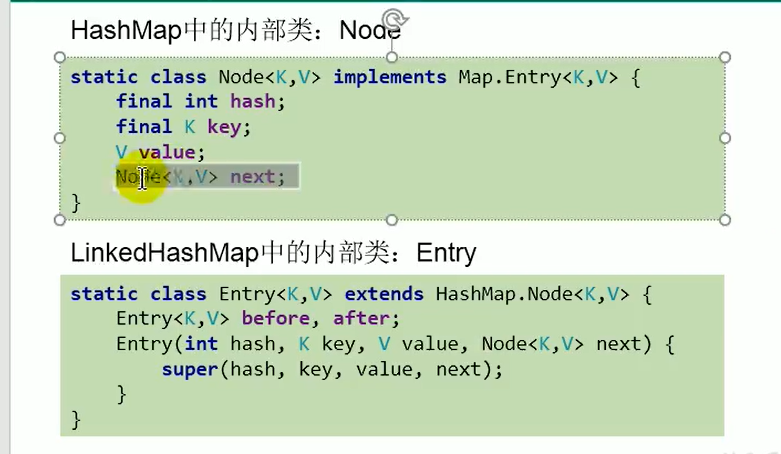 HashMap中的内部类：Node
static class Node<K,V> implements Map.Entry<K,V> {
    final int hash;
    final K key;
    V value;
    Node<K,V> next;
}
LinkedHashMap中的内部类：Entry
static class Entry<K,V> extends HashMap.Node<K,V> {
    Entry<K,V> before, after;
    Entry(int hash, K key, V value, Node<K,V> next) {
        super(hash, key, value, next);
    }
}